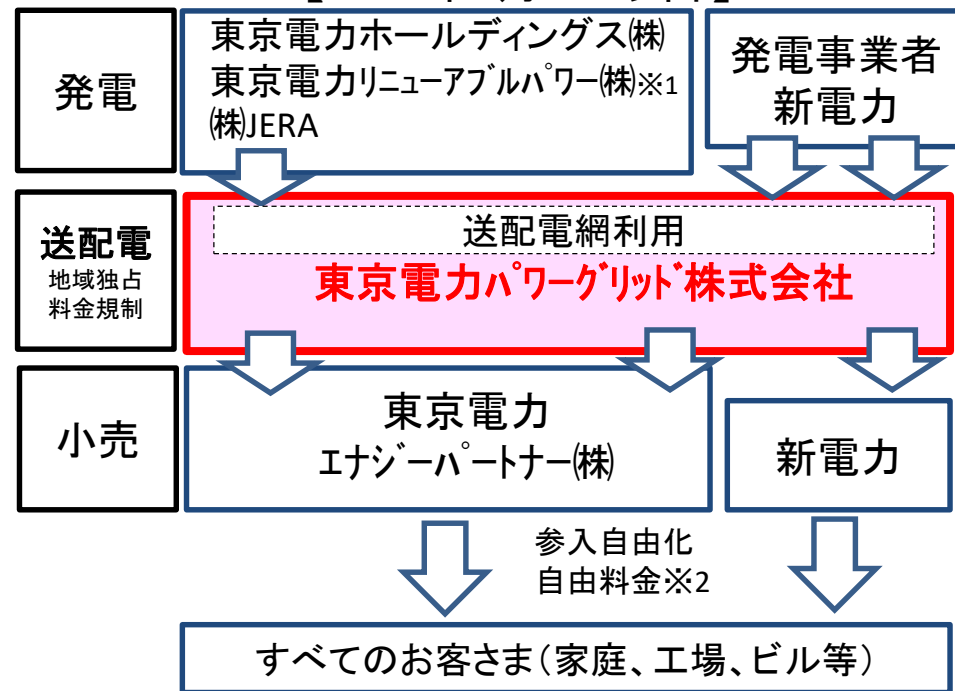 発電
東京電力ホールディングス㈱
東京電力リニューアブルパワー㈱※1
㈱JERA
発電事業者
新電力
送配電
地域独占
料金規制
送配電網利用
東京電力パワーグリッド株式会社
小売
東京電力
エナジーパートナー㈱
新電力
参入自由化
自由料金※2
すべてのお客さま(家庭、工場、ビル等)